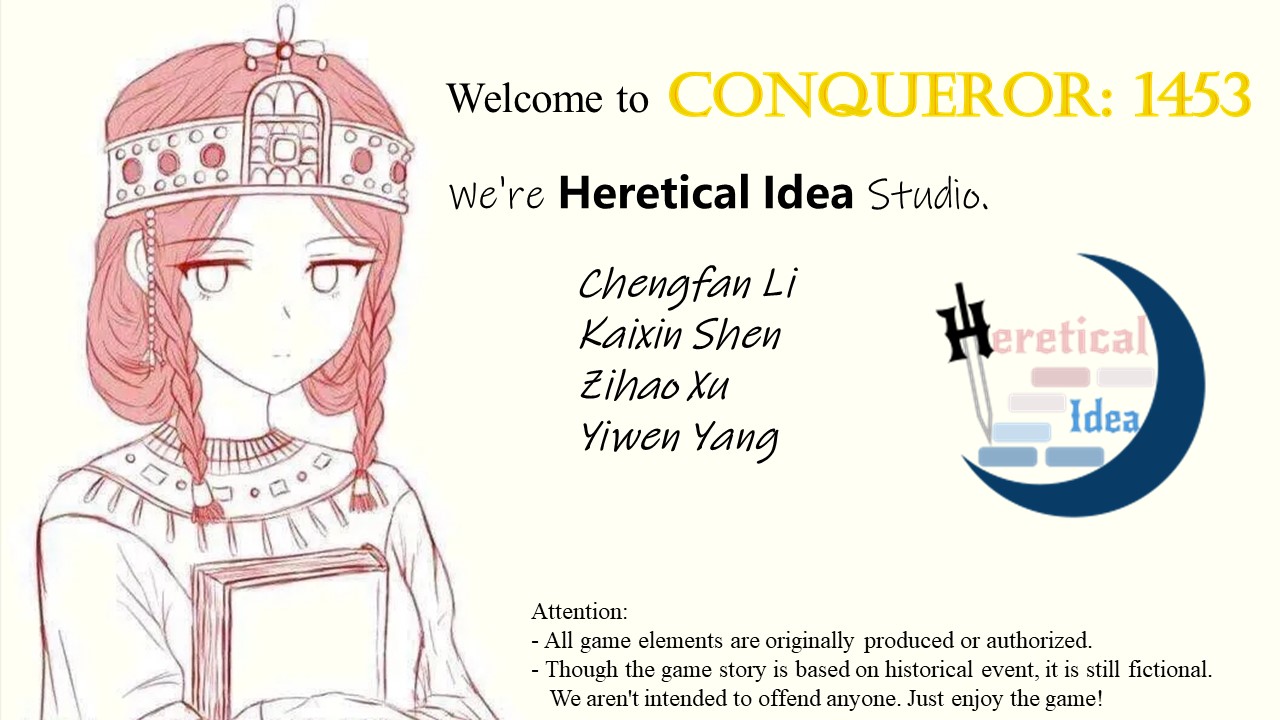 Welcome to CONQUEROR: 1453
We're Heretical Idea Studio.
Chengfan Li
Kaixin Shen
Zihao Xu
Yiwen Yang
Heretical
Idea
Attention:
- All game elements are originally produced or authorized.
- Though the game story is based on historical event, it is still fictional.
We aren't intended to offend anyone. Just enjoy the game!